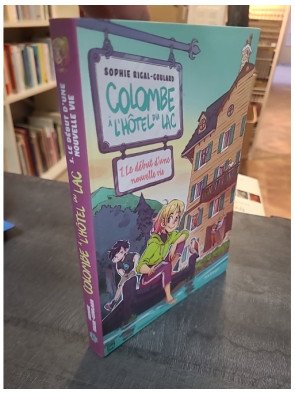 SOPHIE RIGAL-GOULARD
COLOMBE
À L'HÔTEL DU LAC
1. Le début d'une
nouvelle vie
COLOMBE À L'HÔTEL DU LAC
1. LE DÉBUT D'UNE
NOUVELLE VIE